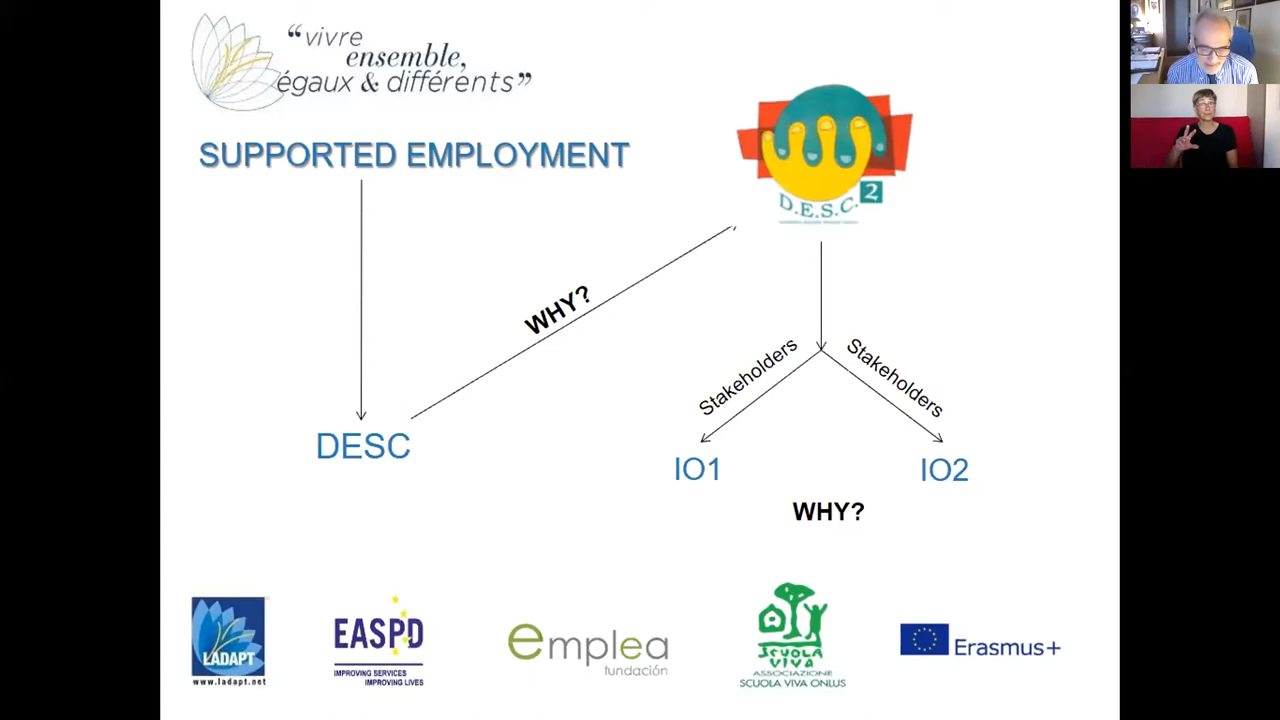 “vivre
ensemble,
égaux & différents”
SUPPORTED EMPLOYMENT
D.E.S.C. 2
WHY?
Stakeholders
Stakeholders
DESC
IO1
IO2
WHY?
LADAPT
www.ladapt.net
EASPD
IMPROVING SERVICES
IMPROVING LIVES
emplea
fundación
SCUOLA
VIVA
ASSOCIAZIONE
SCUOLA VIVA ONLUS
Erasmus+